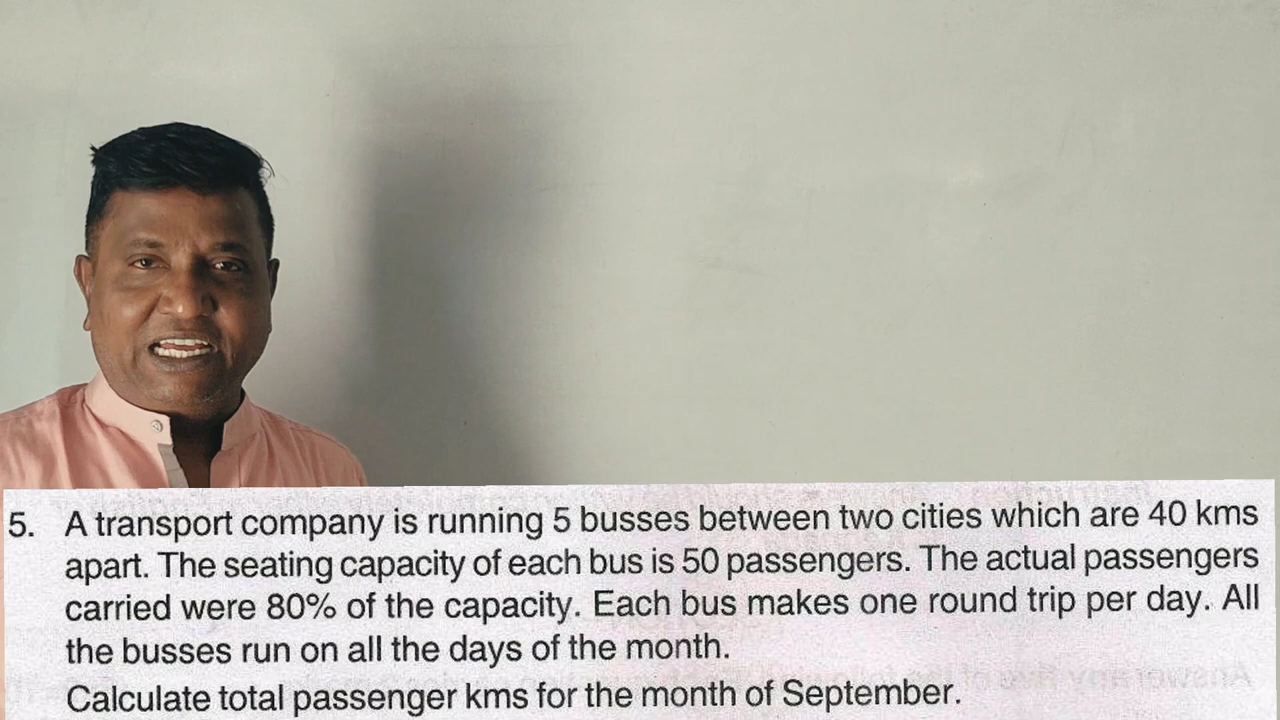 5. A transport company is running 5 busses between two cities which are 40 kms
apart. The seating capacity of each bus is 50 passengers. The actual passengers
carried were 80% of the capacity. Each bus makes one round trip per day. All
the busses run on all the days of the month.
Calculate total passenger kms for the month of September.